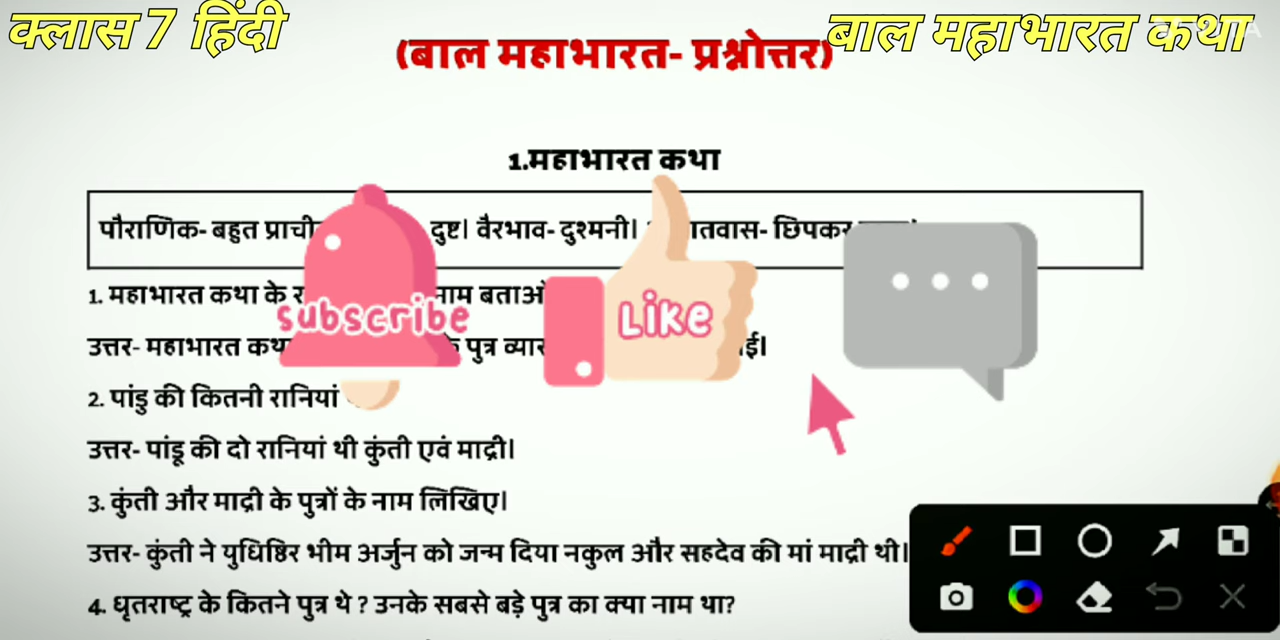 क्लास 7 हिंदी
(बाल महाभारत- प्रश्नोत्तर)
बाल महाभारत कथा
1.महाभारत कथा
पौराणिक- बहुत दुष्ट। वैरभाव- दुश्मनी। छिपकर
1. महाभारत कथा के नाम
उत्तर- महाभारत के पुत्र
2. पांडु की कितनी रानियां
उत्तर- पांडू की दो रानियां थी कुंती एवं माद्री।
3. कुंती और माद्री के पुत्रों के नाम लिखिए।
उत्तर- कुंती ने युधिष्ठिर भीम अर्जुन को जन्म दिया नकुल और सहदेव की मां माद्री थी।
4. धृतराष्ट्र के कितने पुत्र थे ? उनके सबसे बड़े पुत्र का क्या नाम था?
subscribe
Like